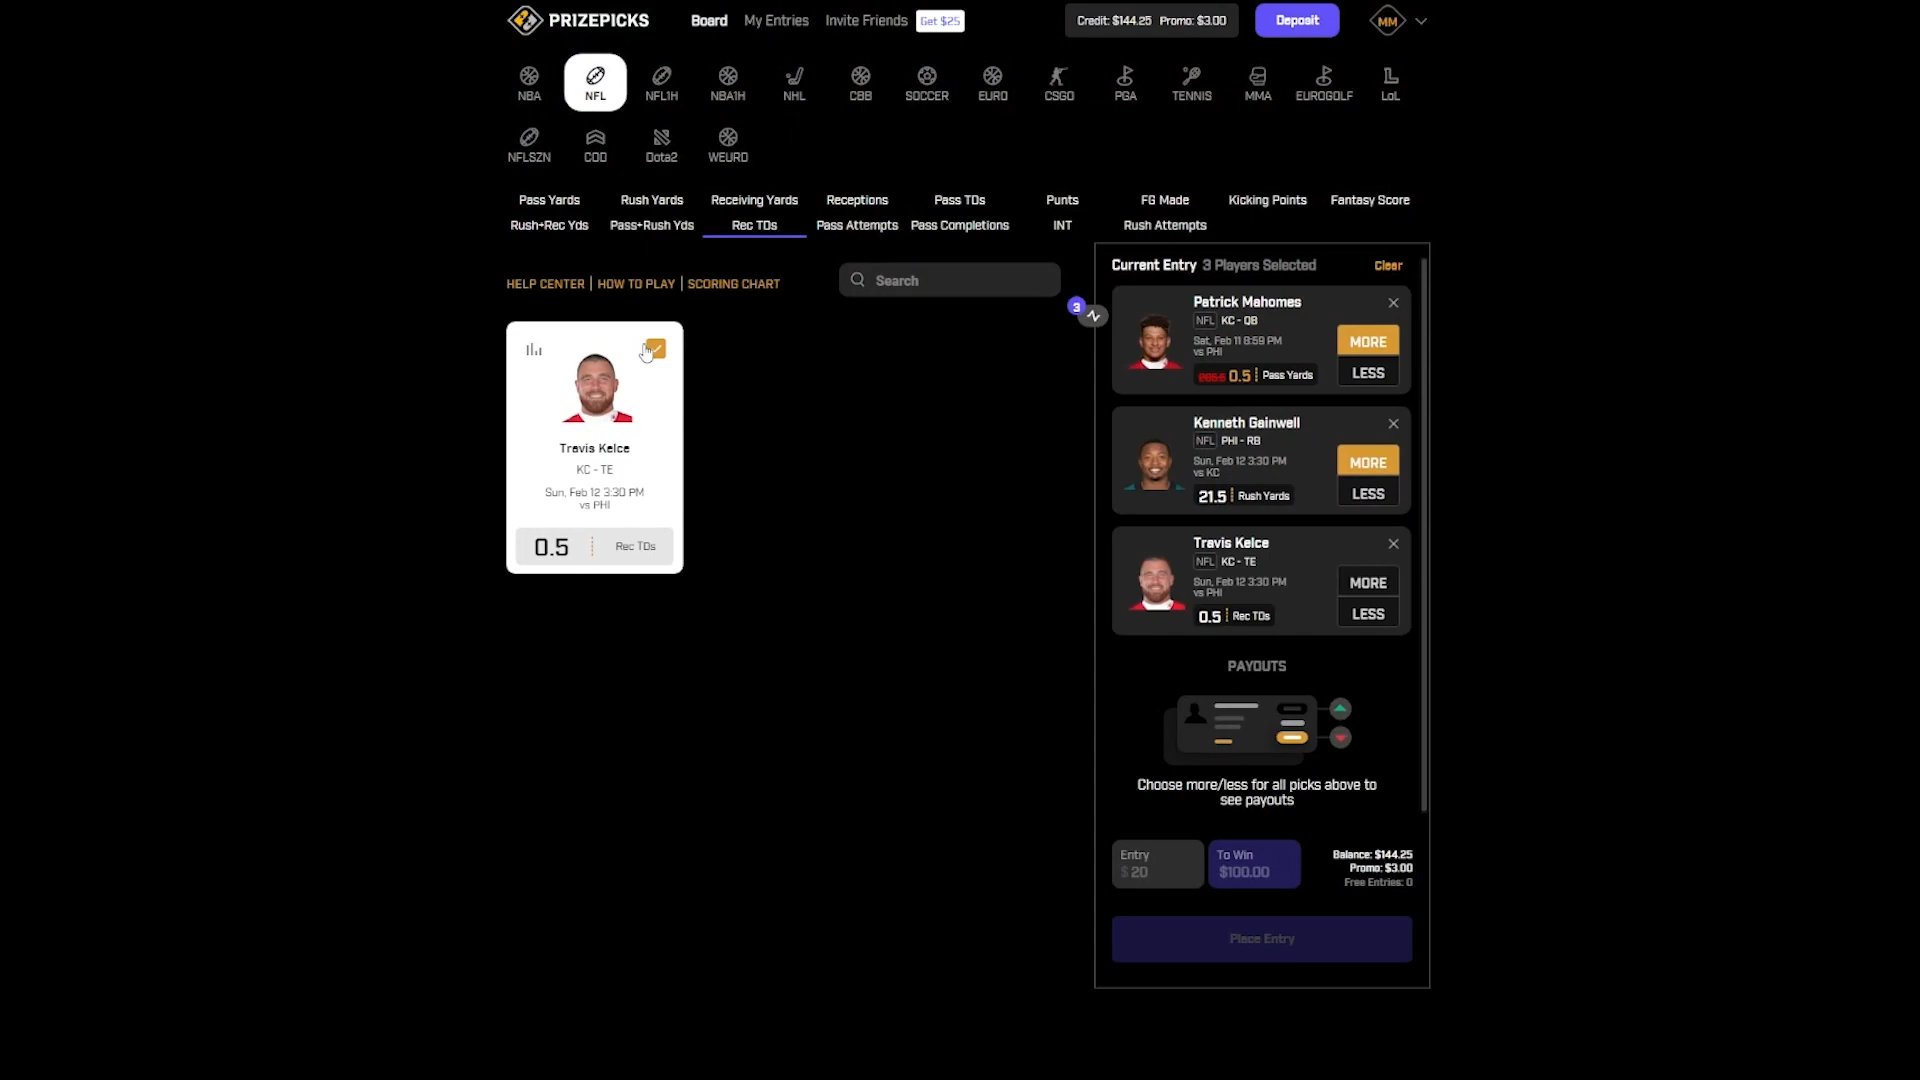 PRIZEPICKS
Board My Entries Invite Friends Get $25
Credit: $144.25 Promo: $3.00
Deposit
MM
NBA NFL NFL1H NBA1H NHL CBB SOCCER EURO CSGO PGA TENNIS MMA EUROGOLF LoL
NFLSZN COD Dota2 WEURO
Pass Yards Rush Yards Receiving Yards Receptions Pass TDs Punts FG Made Kicking Points Fantasy Score
Rush+Rec Yds Pass+Rush Yds Rec TDs Pass Attempts Pass Completions INT Rush Attempts
HELP CENTER | HOW TO PLAY | SCORING CHART
Search
Travis Kelce
KC - TE
Sun, Feb 12 3:30 PM
vs PHI
0.5 Rec TDs
3
Current Entry 3 Players Selected Clear
Patrick Mahomes
NFL KC - QB
Sat, Feb 11 8:59 PM
vs PHI
0.5 Pass Yards
MORE
LESS
Kenneth Gainwell
NFL PHI - RB
Sun, Feb 12 3:30 PM
vs KC
21.5 Rush Yards
MORE
LESS
Travis Kelce
NFL KC - TE
Sun, Feb 12 3:30 PM
vs PHI
0.5 Rec TDs
MORE
LESS
PAYOUTS
Choose more/less for all picks above to
see payouts
Entry
$ 20
To Win
$100.00
Balance: $144.25
Promo: $3.00
Free Entries: 0
Place Entry